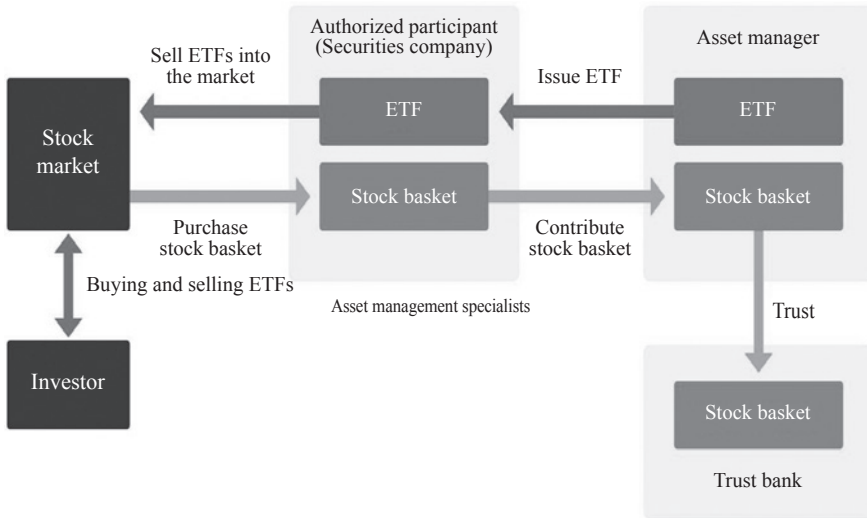 Authorized participant
(Securities company)
Asset manager
Sell ETFs into
the market
Issue ETF
ETF
ETF
Stock
market
Stock basket
Stock basket
Purchase
stock basket
Contribute
stock basket
Buying and selling ETFs
Asset management specialists
Trust
Investor
Stock basket
Trust bank